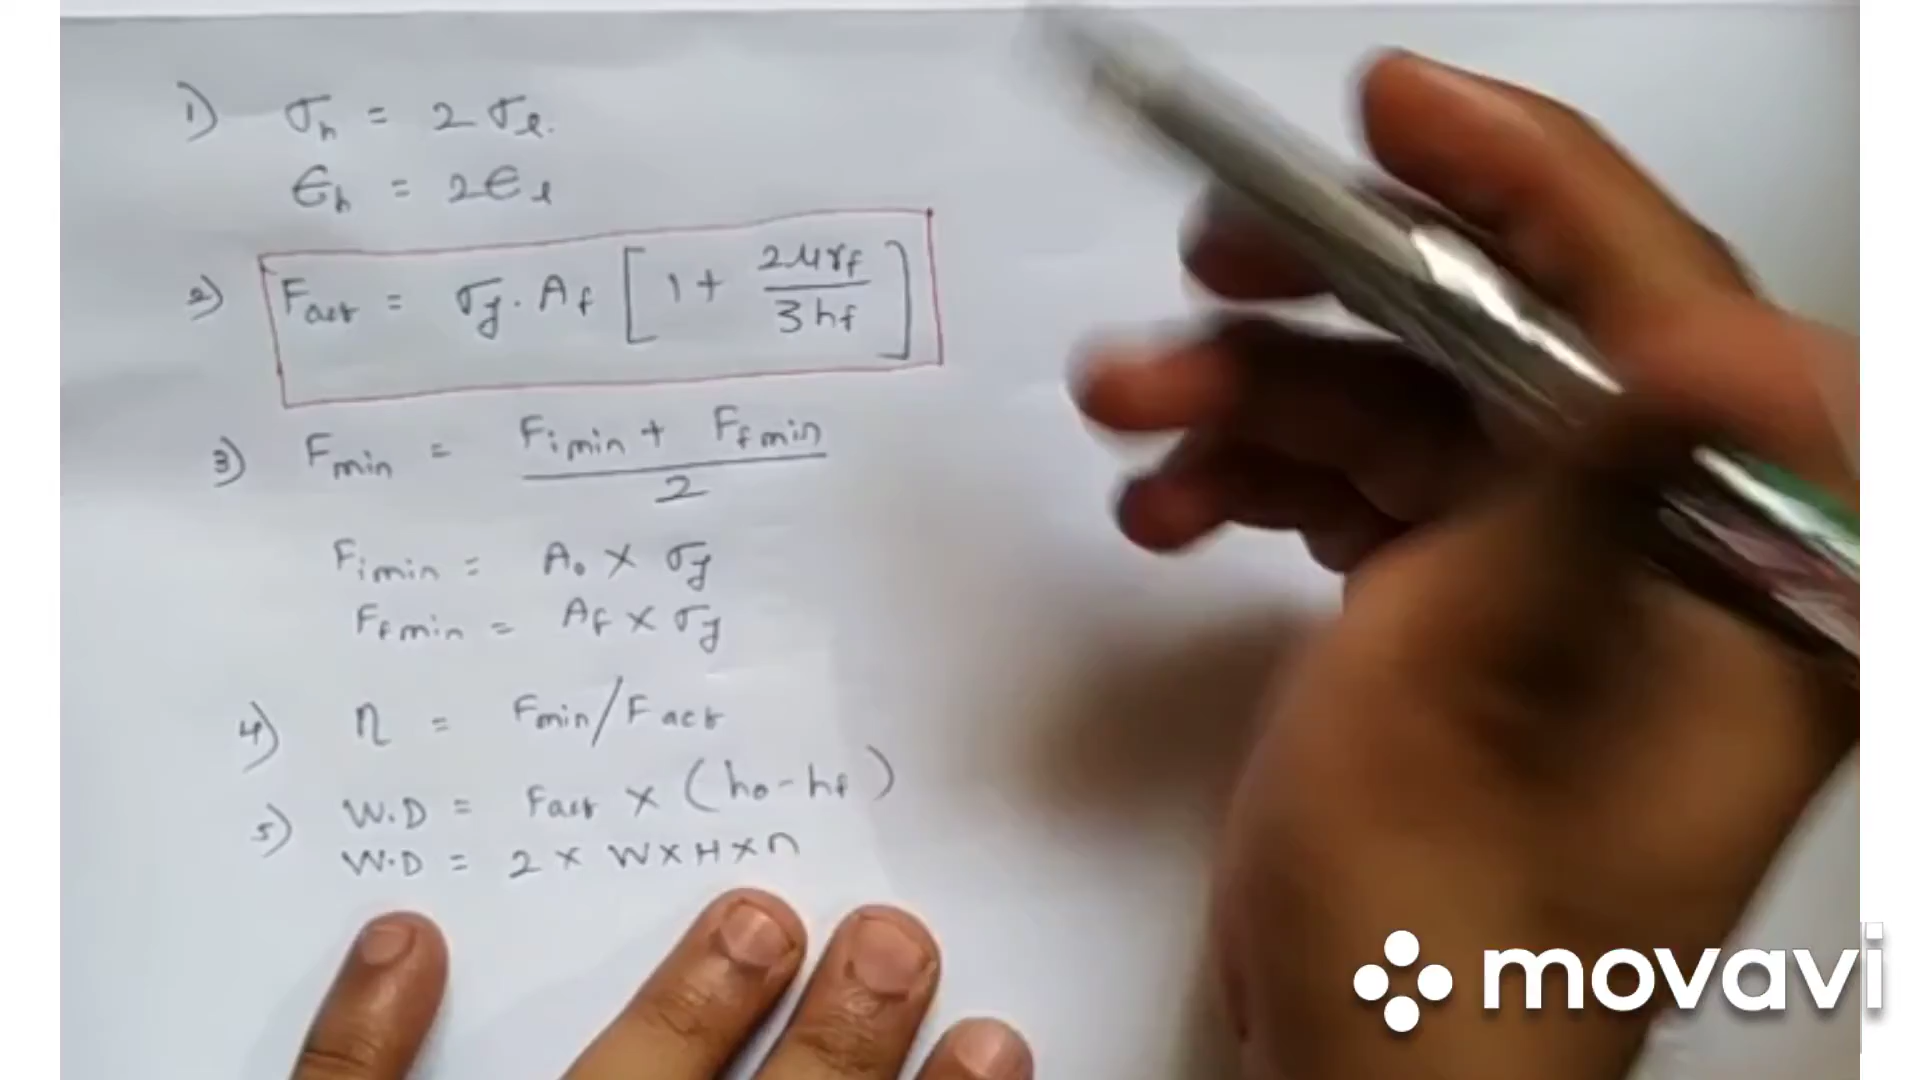 1) σh = 2σl.
ϵh = 2ϵl
2) Fact = σy . Af [ 1 + 2μrf / 3hf ]
3) Fmin = Fimin + Ffmin / 2
Fimin = Ao × σy
Ffmin = Af × σy
4) η = Fmin/Fact
5) W.D = Fact × (ho - hf)
W.D = 2 × W × H × n
movavi